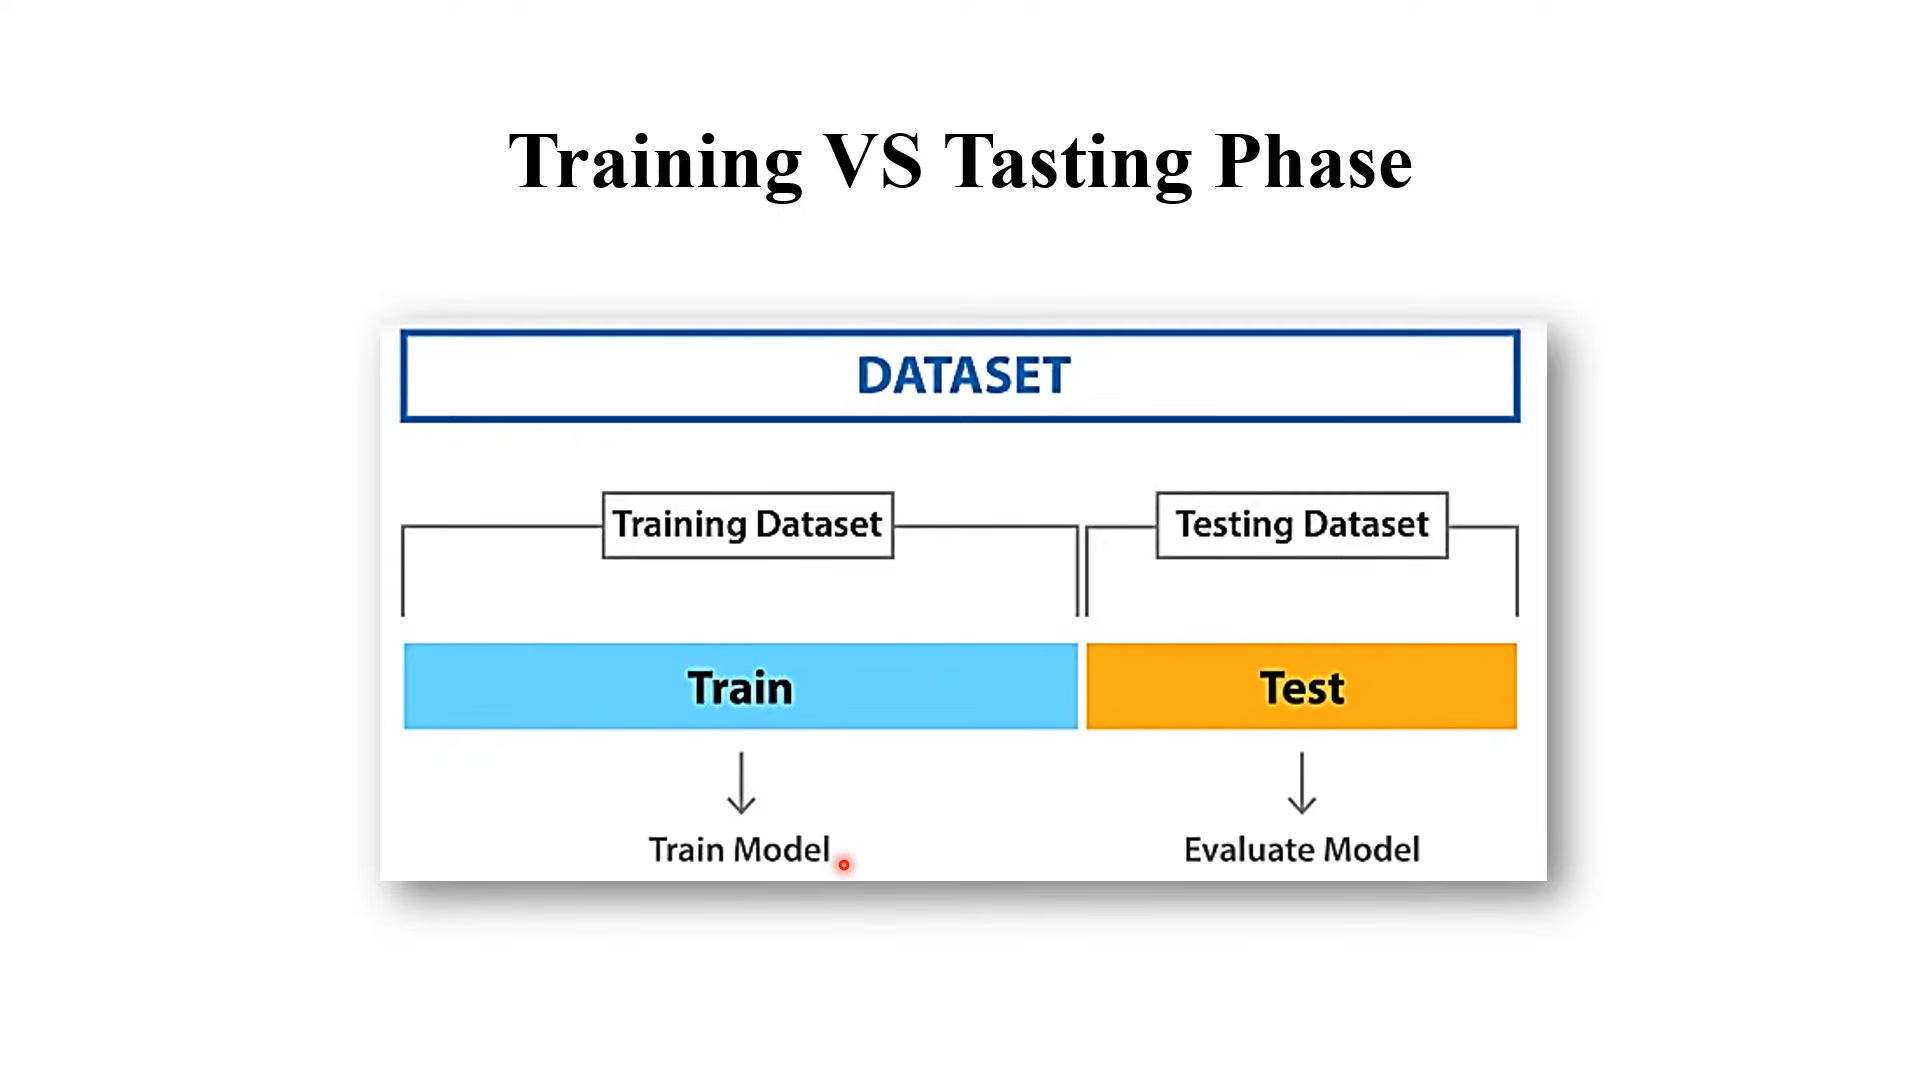 Training VS Tasting Phase
DATASET
Training Dataset
Testing Dataset
Train
Test
Train Model
Evaluate Model